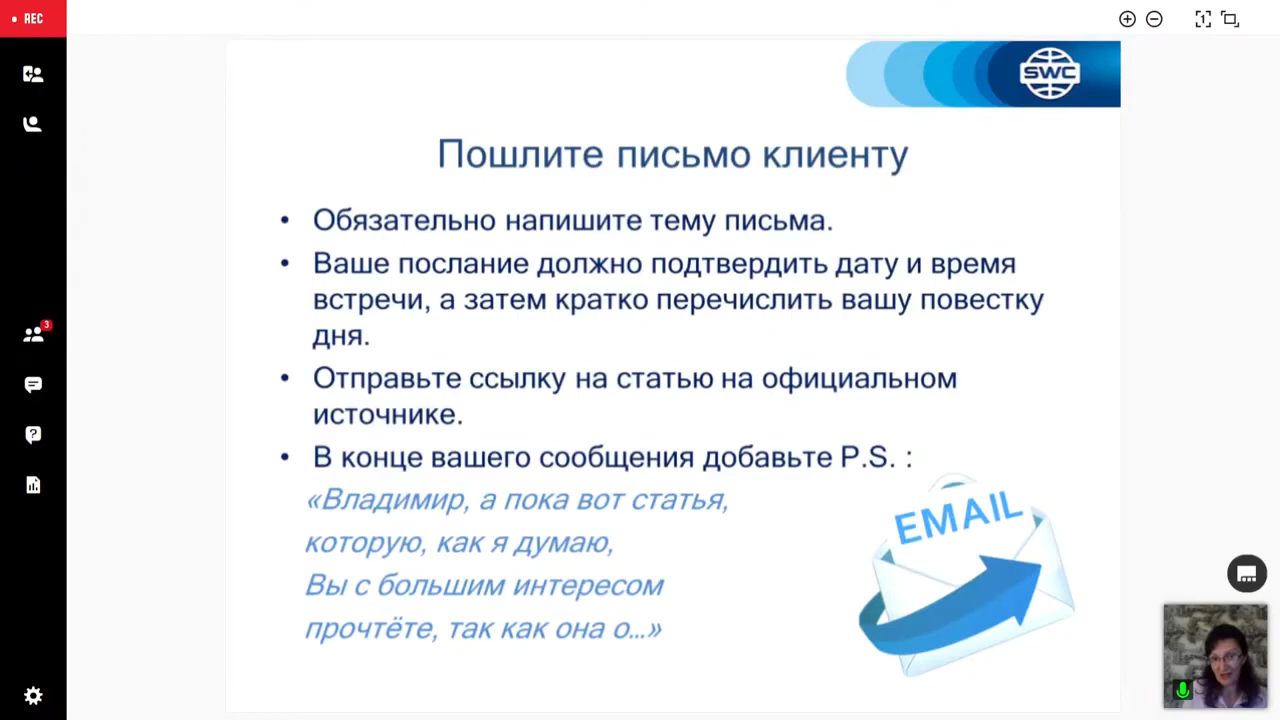 REC
SWC
Пошлите письмо клиенту
• Обязательно напишите тему письма.
• Ваше послание должно подтвердить дату и время
встречи, а затем кратко перечислить вашу повестку
дня.
• Отправьте ссылку на статью на официальном
источнике.
• В конце вашего сообщения добавьте P.S. :
«Владимир, а пока вот статья,
которую, как я думаю,
Вы с большим интересом
прочтёте, так как она о...»
EMAIL
3
1